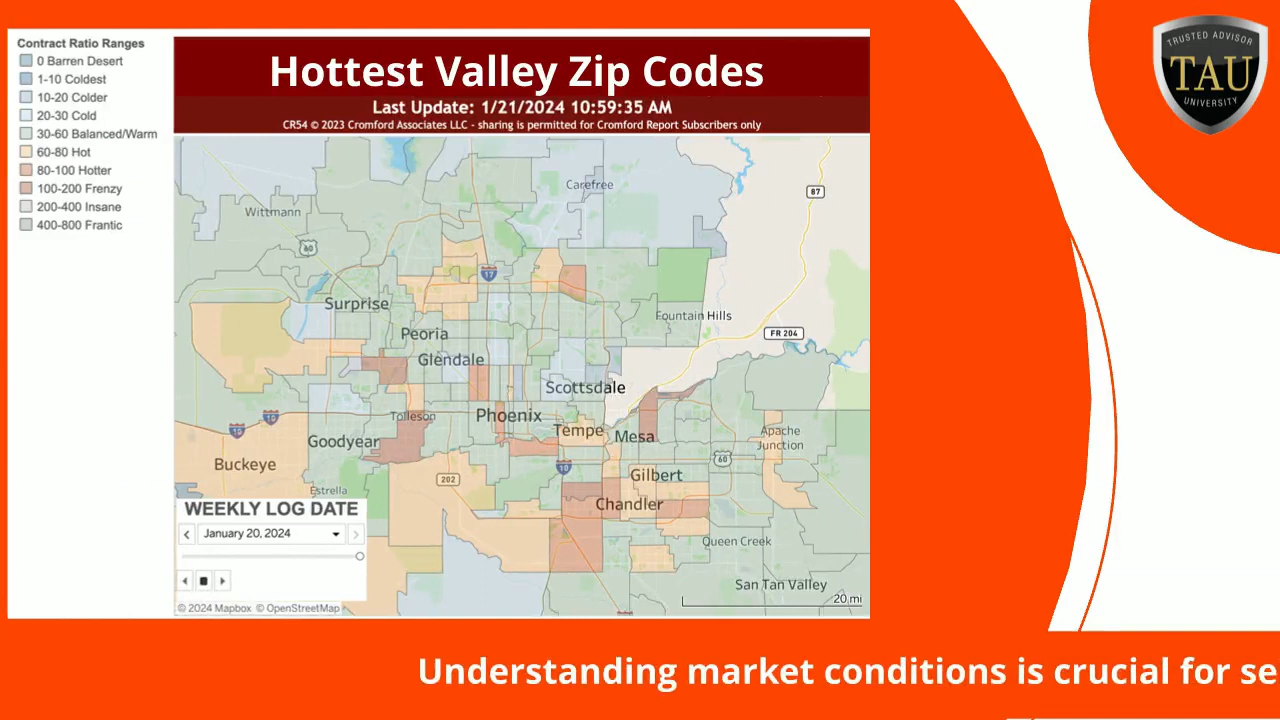 Contract Ratio Ranges
0 Barren Desert
1-10 Coldest
10-20 Colder
20-30 Cold
30-60 Balanced/Warm
60-80 Hot
80-100 Hotter
100-200 Frenzy
200-400 Insane
400-800 Frantic
Hottest Valley Zip Codes
Last Update: 1/21/2024 10:59:35 AM
CR54 © 2023 Cromford Associates LLC - sharing is permitted for Cromford Report Subscribers only
TRUSTED ADVISOR
TAU
UNIVERSITY
Carefree
87
Wittmann
60
17
Surprise
Fountain Hills
Peoria
FR 204
Glendale
Scottsdale
Tolleson
Phoenix
10
10
Tempe
Mesa
Apache
Junction
Goodyear
Buckeye
60
10
202
Gilbert
Estrella
Chandler
Queen Creek
San Tan Valley
20 mi
WEEKLY LOG DATE
January 20, 2024
© 2024 Mapbox © OpenStreetMap
Understanding market conditions is crucial for se